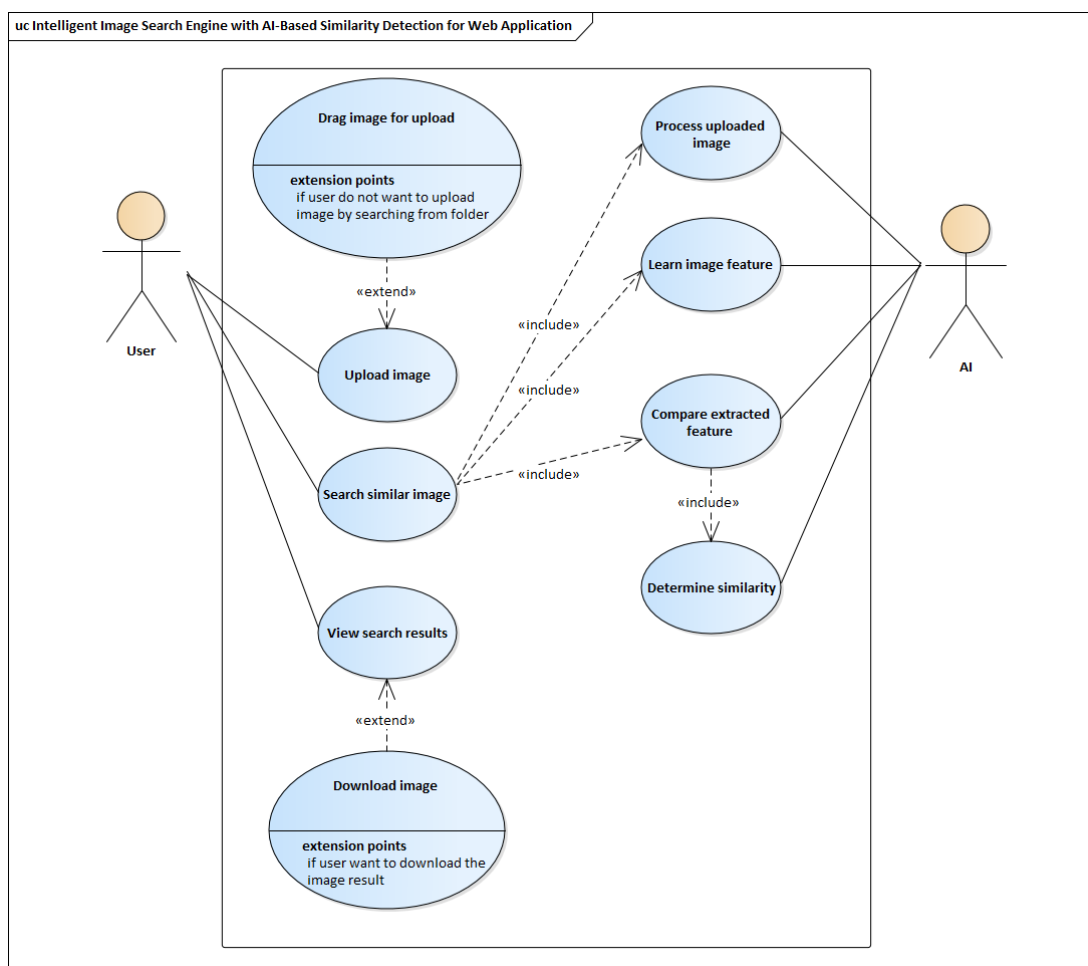 uc Intelligent Image Search Engine with AI-Based Similarity Detection for Web Application
Drag image for upload
extension points
if user do not want to upload
image by searching from folder
«extend»
Upload image
Search similar image
View search results
«extend»
Download image
extension points
if user want to download the
image result
User
«include»
«include»
«include»
Process uploaded
image
Learn image feature
Compare extracted
feature
«include»
Determine similarity
AI